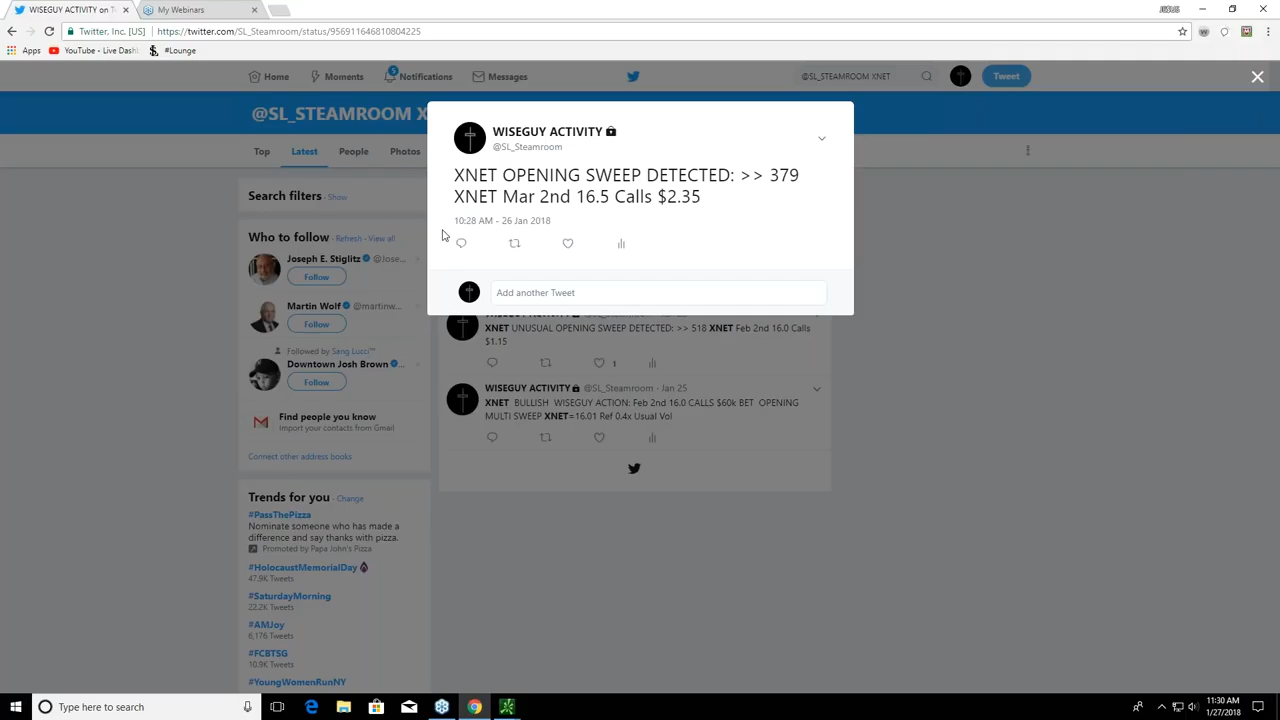 WISEGUY ACTIVITY on T
My Webinars
JESUS
Twitter, Inc. [US]
https://twitter.com/SL_Steamroom/status/956911646810804225
Apps
YouTube - Live Dash
#Lounge
Home
Moments
5
Notifications
Messages
@SL_STEAMROOM XNET
Tweet
@SL_STEAMROOM X
Top
Latest
People
Photos
Search filters · Show
Who to follow · Refresh · View all
Joseph E. Stiglitz @Jose...
Follow
Martin Wolf @martinw...
Follow
Followed by Sang Lucci™
Downtown Josh Brown ...
Follow
Find people you know
Import your contacts from Gmail
Connect other address books
Trends for you · Change
#PassThePizza
Nominate someone who has made a
difference and say thanks with pizza.
Promoted by Papa John's Pizza
#HolocaustMemorialDay
47.9K Tweets
#SaturdayMorning
22.2K Tweets
#AMJoy
6,176 Tweets
#FCBTSG
10.9K Tweets
#YoungWomenRunNY
WISEGUY ACTIVITY
@SL_Steamroom
XNET OPENING SWEEP DETECTED: >> 379
XNET Mar 2nd 16.5 Calls $2.35
10:28 AM - 26 Jan 2018
Add another Tweet
XNET UNUSUAL OPENING SWEEP DETECTED: >> 518 XNET Feb 2nd 16.0 Calls
$1.15
1
WISEGUY ACTIVITY @SL_Steamroom · Jan 25
XNET BULLISH WISEGUY ACTION: Feb 2nd 16.0 CALLS $60k BET OPENING
MULTI SWEEP XNET=16.01 Ref 0.4x Usual Vol
Type here to search
11:30 AM
1/27/2018